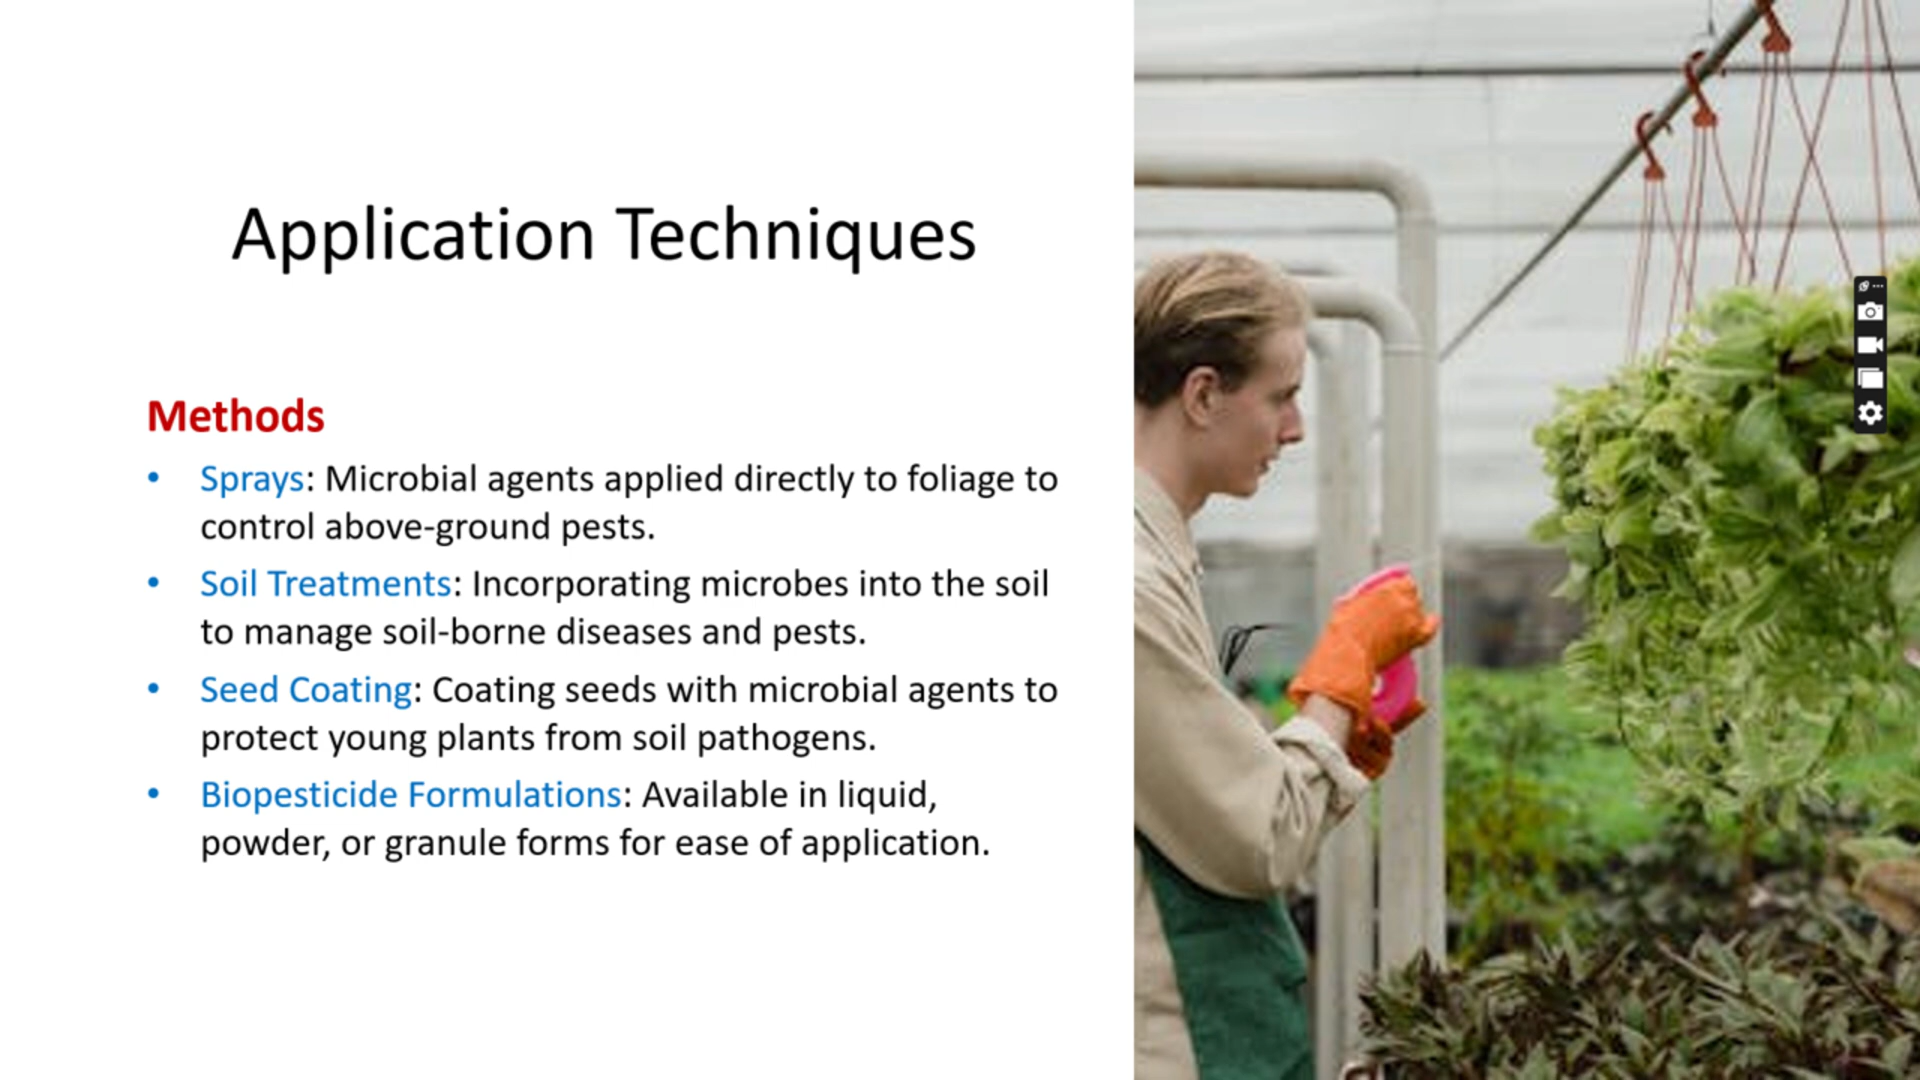 Application Techniques
Methods
• Sprays: Microbial agents applied directly to foliage to
control above-ground pests.
• Soil Treatments: Incorporating microbes into the soil
to manage soil-borne diseases and pests.
• Seed Coating: Coating seeds with microbial agents to
protect young plants from soil pathogens.
• Biopesticide Formulations: Available in liquid,
powder, or granule forms for ease of application.